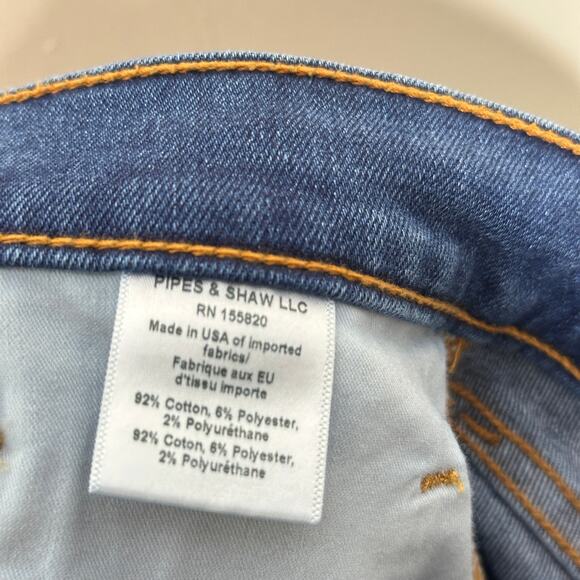 PIPES & SHAW LLC
RN 155820
Made in USA of imported
fabrics/
Fabrique aux EU
d'tissu importe
92% Cotton, 6% Polyester,
2% Polyuréthane
92% Coton, 6% Polyester,
2% Polyuréthane